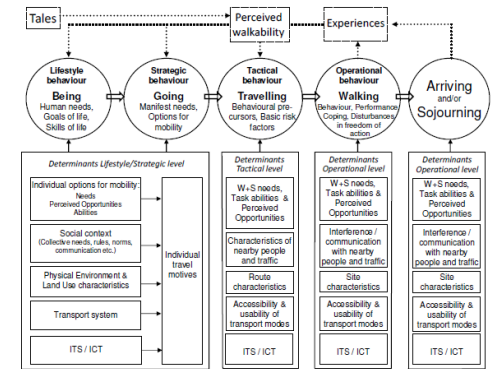 Tales
Perceived
walkability
Experiences
Lifestyle
behaviour
Being
Human needs,
Goals of life,
Skills of life
Strategic
behaviour
Going
Manifest needs,
Options for
mobility
Tactical
behaviour
Travelling
Behavioural pre-
cursors, Basic risk
factors
Operational
behaviour
Walking
Behaviour, Performance
Coping, Disturbances
in freedom of
action
Arriving
and/or
Sojourning
Determinants Lifestyle/Strategic level
Individual options for mobility:
Needs
Perceived Opportunities
Abilities
Social context
(Collective needs, rules, norms,
communication etc.)
Physical Environment &
Land Use characteristics
Transport system
ITS / ICT
Individual
travel
motives
Determinants
Tactical level
W+S needs,
Task abilities &
Perceived
Opportunities
Characteristics of
nearby people
and traffic
Route
characteristics
Accessibility &
usability of
transport modes
ITS / ICT
Determinants
Operational level
W+S needs,
Task abilities &
Perceived
Opportunities
Interference /
communication
with nearby
people and traffic
Site
characteristics
Accessibility &
usability of
transport modes
ITS / ICT
Determinants
Operational level
W+S needs,
Task abilities &
Perceived
Opportunities
Interference /
communication
with nearby
people and traffic
Site
characteristics
Accessibility &
usability of
transport modes
ITS / ICT